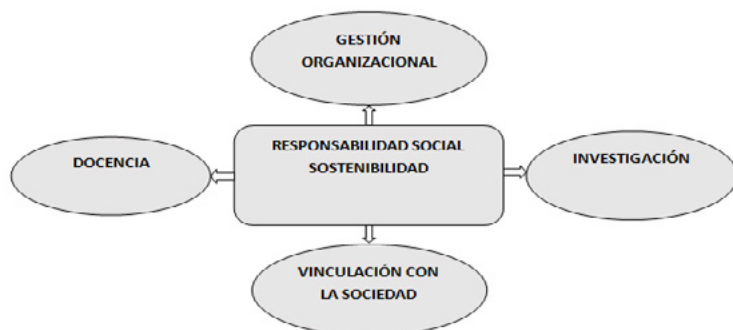 GESTIÓN
ORGANIZACIONAL
DOCENCIA
RESPONSABILIDAD SOCIAL
SOSTENIBILIDAD
INVESTIGACIÓN
VINCULACIÓN CON
LA SOCIEDAD